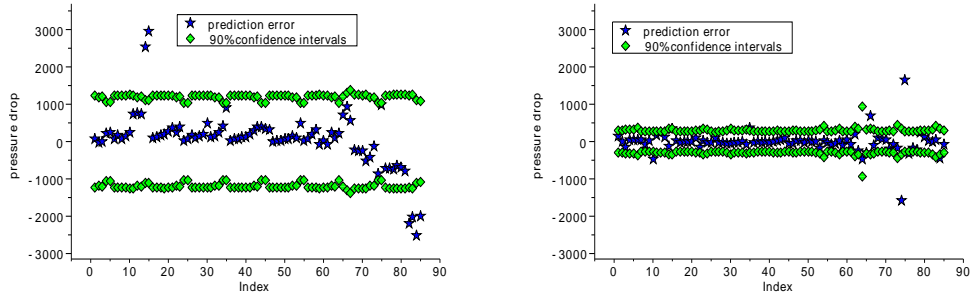 prediction error
90%confidence intervals
3000
2000
1000
0
- 1000
- 2000
- 3000
pressure drop
0 10 20 30 40 50 60 70 80 90
Index
prediction error
90%confidence intervals
3000
2000
1000
0
- 1000
- 2000
- 3000
pressure drop
0 10 20 30 40 50 60 70 80 90
Index